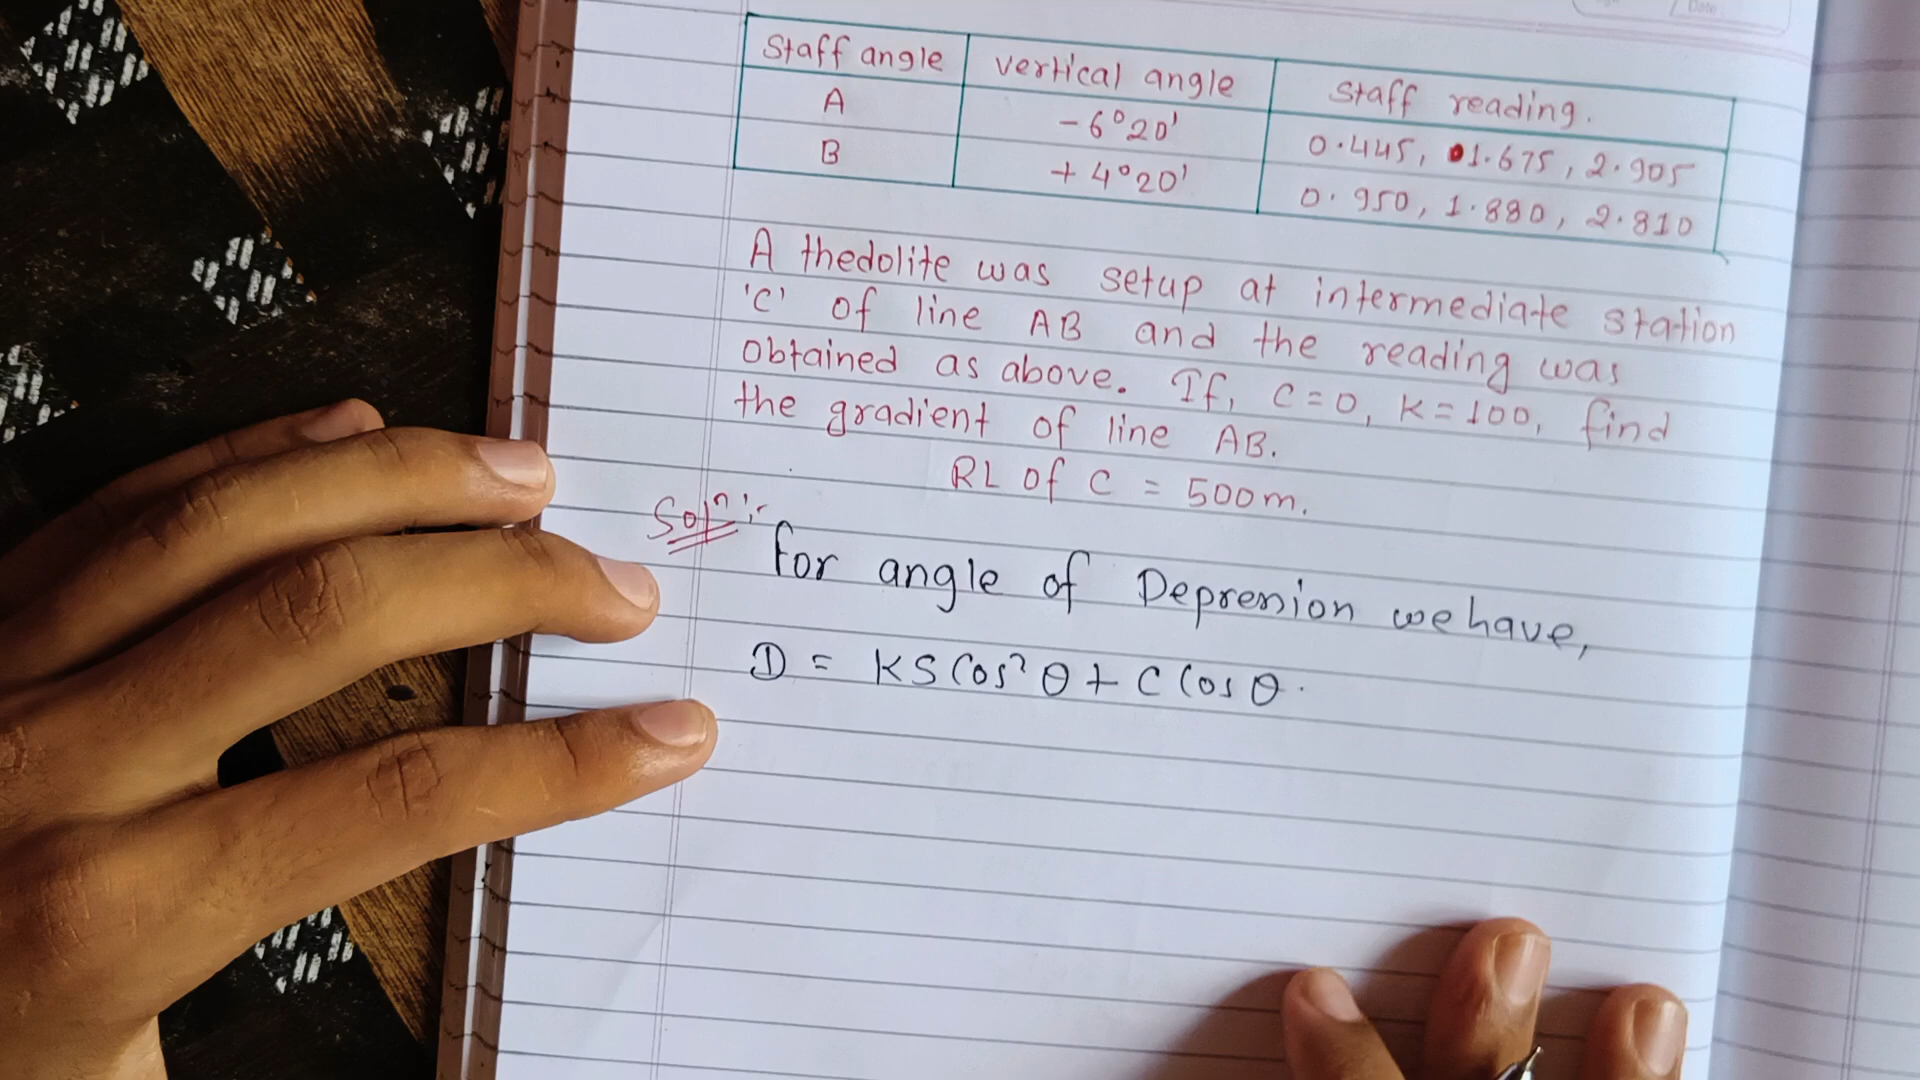 Date
Staff angle vertical angle Staff reading.
A -6°20' 0.445, 1.675, 2.905
B +4°20' 0.950, 1.880, 2.810
A thedolite was setup at intermediate station
'C' of line AB and the reading was
obtained as above. If, C=0, K=100, find
the gradient of line AB.
RL of C = 500m.
Solⁿ:-
For angle of Depression we have,
D = KS Cos²θ + C Cosθ.